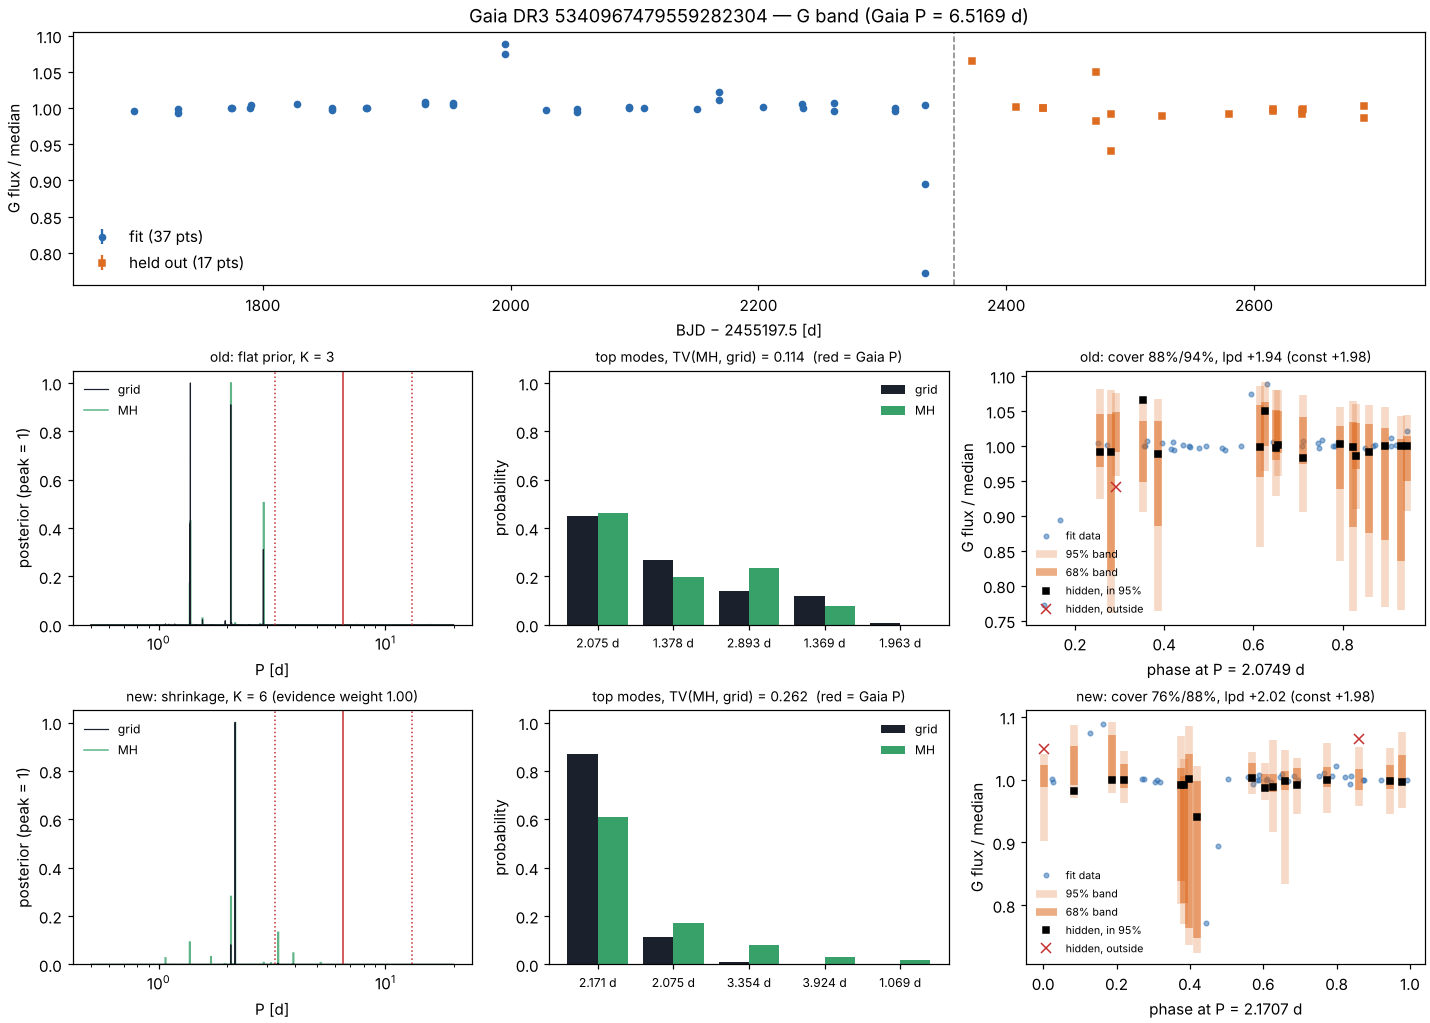 Gaia DR3 5340967479559282304 — G band (Gaia P = 6.5169 d)
G flux / median
1.10
1.05
1.00
0.95
0.90
0.85
0.80
fit (37 pts)
held out (17 pts)
1800
2000
2200
2400
2600
BJD − 2455197.5 [d]
old: flat prior, K = 3
posterior (peak = 1)
1.0
0.8
0.6
0.4
0.2
0.0
grid
MH
10⁰
10¹
P [d]
top modes, TV(MH, grid) = 0.114 (red = Gaia P)
probability
1.0
0.8
0.6
0.4
0.2
0.0
grid
MH
2.075 d
1.378 d
2.893 d
1.369 d
1.963 d
old: cover 88%/94%, lpd +1.94 (const +1.98)
G flux / median
1.10
1.05
1.00
0.95
0.90
0.85
0.80
0.75
fit data
95% band
68% band
hidden, in 95%
hidden, outside
0.2
0.4
0.6
0.8
phase at P = 2.0749 d
new: shrinkage, K = 6 (evidence weight 1.00)
posterior (peak = 1)
1.0
0.8
0.6
0.4
0.2
0.0
grid
MH
10⁰
10¹
P [d]
top modes, TV(MH, grid) = 0.262 (red = Gaia P)
probability
1.0
0.8
0.6
0.4
0.2
0.0
grid
MH
2.171 d
2.075 d
3.354 d
3.924 d
1.069 d
new: cover 76%/88%, lpd +2.02 (const +1.98)
G flux / median
1.1
1.0
0.9
0.8
fit data
95% band
68% band
hidden, in 95%
hidden, outside
0.0
0.2
0.4
0.6
0.8
1.0
phase at P = 2.1707 d